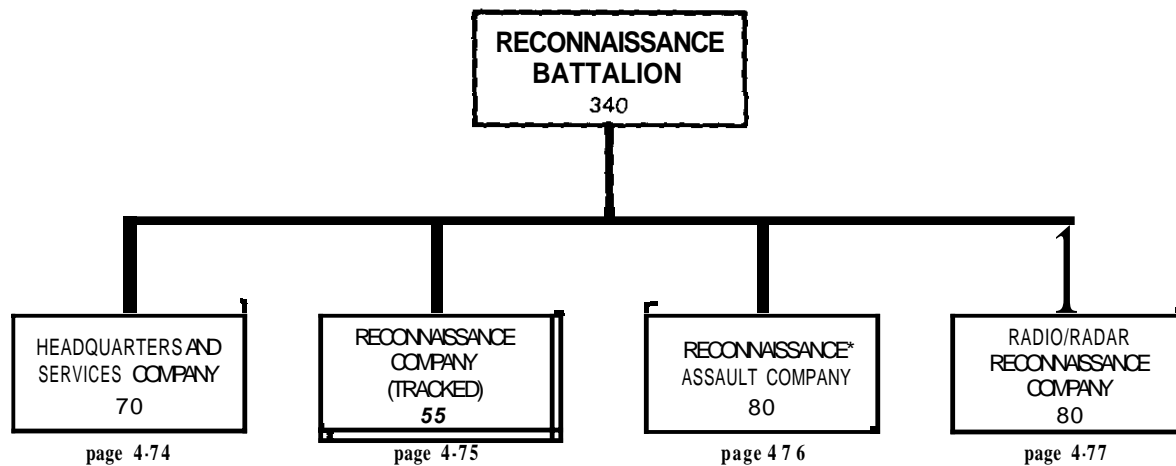 RECONNAISSANCE
BATTALION
340
HEADQUARTERS AND
SERVICES COMPANY
70
page 4-74
RECONNAISSANCE
COMPANY
(TRACKED)
55
page 4-75
RECONNAISSANCE*
ASSAULT COMPANY
80
page 4 7 6
RADIO/RADAR
RECONNAISSANCE
COMPANY
80
page 4-77